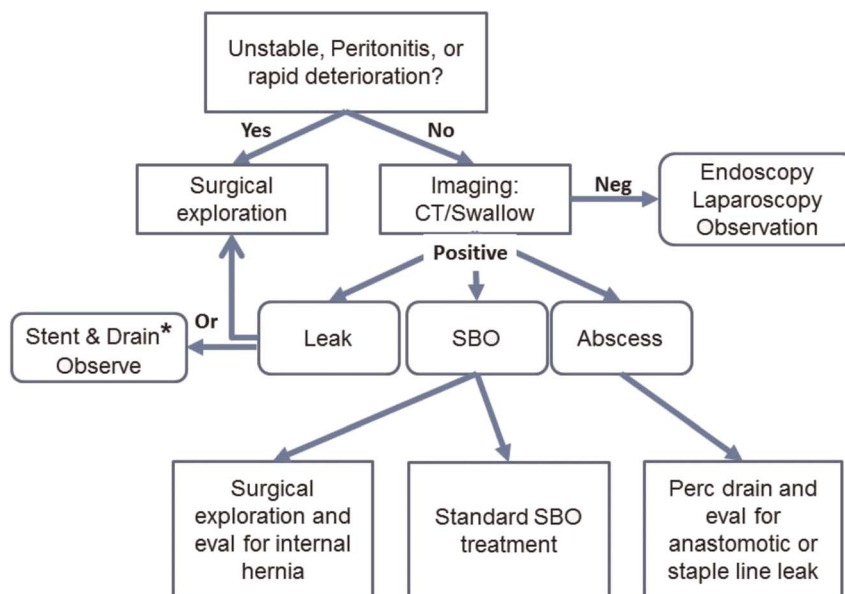 Unstable, Peritonitis, or
rapid deterioration?
Yes
No
Surgical
exploration
Imaging:
CT/Swallow
Neg
Endoscopy
Laparoscopy
Observation
Positive
Stent & Drain*
Observe
Or
Leak
SBO
Abscess
Surgical
exploration and
eval for internal
hernia
Standard SBO
treatment
Perc drain and
eval for
anastomotic or
staple line leak